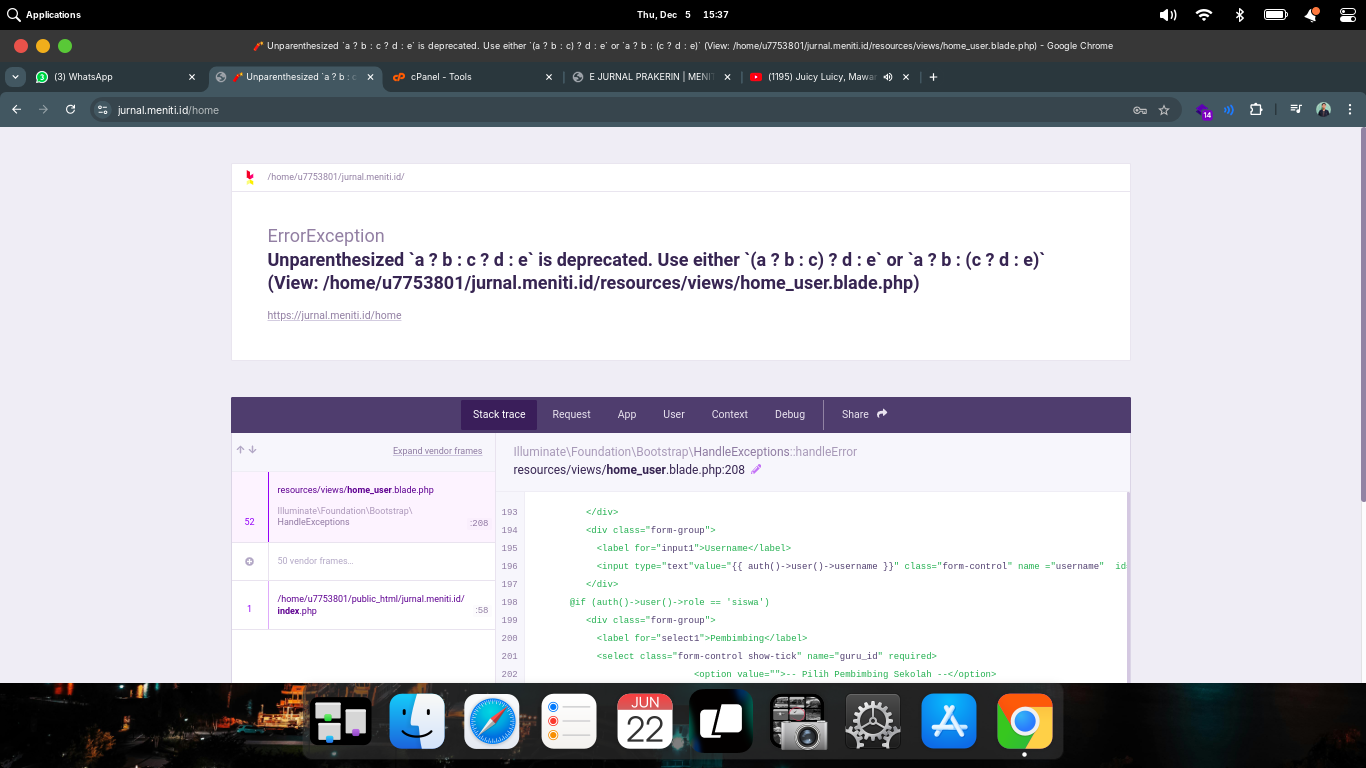 Applications
Thu, Dec 5 15:37
🧨 Unparenthesized `a ? b : c ? d : e` is deprecated. Use either `(a ? b : c) ? d : e` or `a ? b : (c ? d : e)` (View: /home/u7753801/jurnal.meniti.id/resources/views/home_user.blade.php) - Google Chrome
(3) WhatsApp
🧨 Unparenthesized `a ? b : c
cPanel - Tools
E JURNAL PRAKERIN | MENIT
(1195) Juicy Luicy, Mawar
jurnal.meniti.id/home
14
/home/u7753801/jurnal.meniti.id/
ErrorException
Unparenthesized `a ? b : c ? d : e` is deprecated. Use either `(a ? b : c) ? d : e` or `a ? b : (c ? d : e)`
(View: /home/u7753801/jurnal.meniti.id/resources/views/home_user.blade.php)
https://jurnal.meniti.id/home
Stack trace Request App User Context Debug Share
Expand vendor frames
resources/views/home_user.blade.php
Illuminate\Foundation\Bootstrap\
52 HandleExceptions :208
50 vendor frames…
/home/u7753801/public_html/jurnal.meniti.id/
1 index.php :58
Illuminate\Foundation\Bootstrap\HandleExceptions::handleError
resources/views/home_user.blade.php:208
193 </div>
194 <div class="form-group">
195 <label for="input1">Username</label>
196 <input type="text"value="{{ auth()->user()->username }}" class="form-control" name ="username" id
197 </div>
198 @if (auth()->user()->role == 'siswa')
199 <div class="form-group">
200 <label for="select1">Pembimbing</label>
201 <select class="form-control show-tick" name="guru_id" required>
202 <option value="">-- Pilih Pembimbing Sekolah --</option>
JUN
22